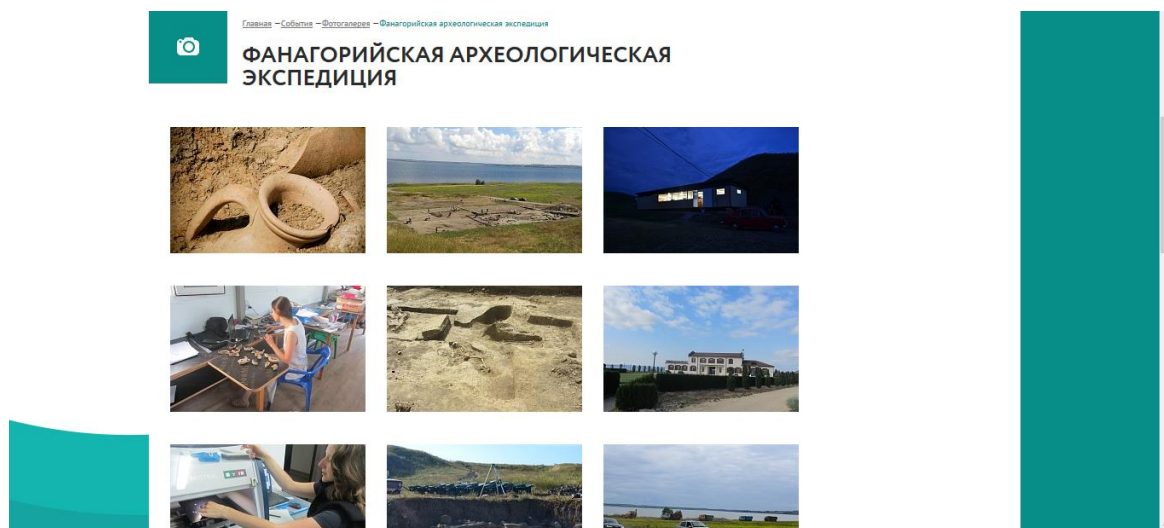 Главная – События – Фотогалерея – Фанагорийская археологическая экспедиция
ФАНАГОРИЙСКАЯ АРХЕОЛОГИЧЕСКАЯ
ЭКСПЕДИЦИЯ